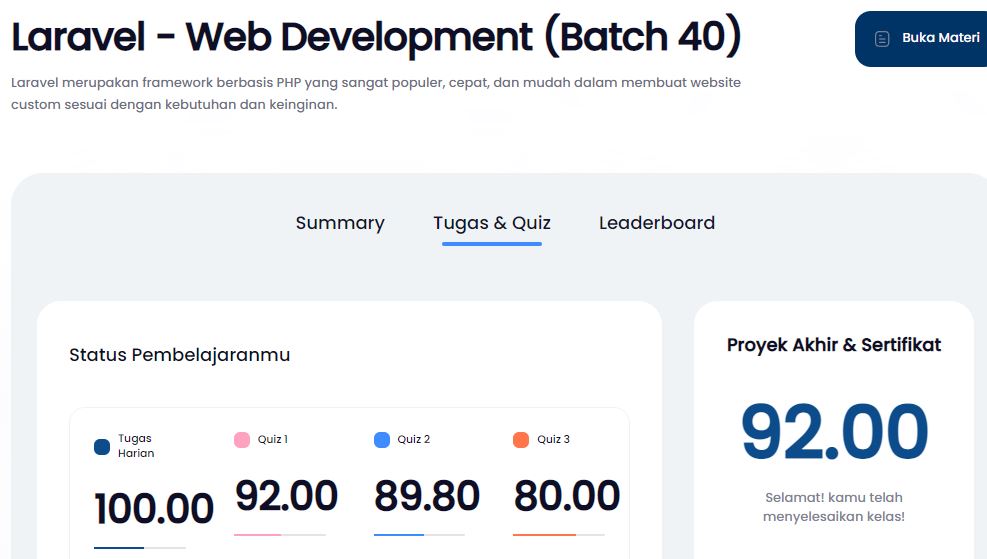 Laravel - Web Development (Batch 40)
Buka Materi
Laravel merupakan framework berbasis PHP yang sangat populer, cepat, dan mudah dalam membuat website
custom sesuai dengan kebutuhan dan keinginan.
Summary
Tugas & Quiz
Leaderboard
Status Pembelajaranmu
Tugas
Harian
100.00
Quiz 1
92.00
Quiz 2
89.80
Quiz 3
80.00
Proyek Akhir & Sertifikat
92.00
Selamat! kamu telah
menyelesaikan kelas!